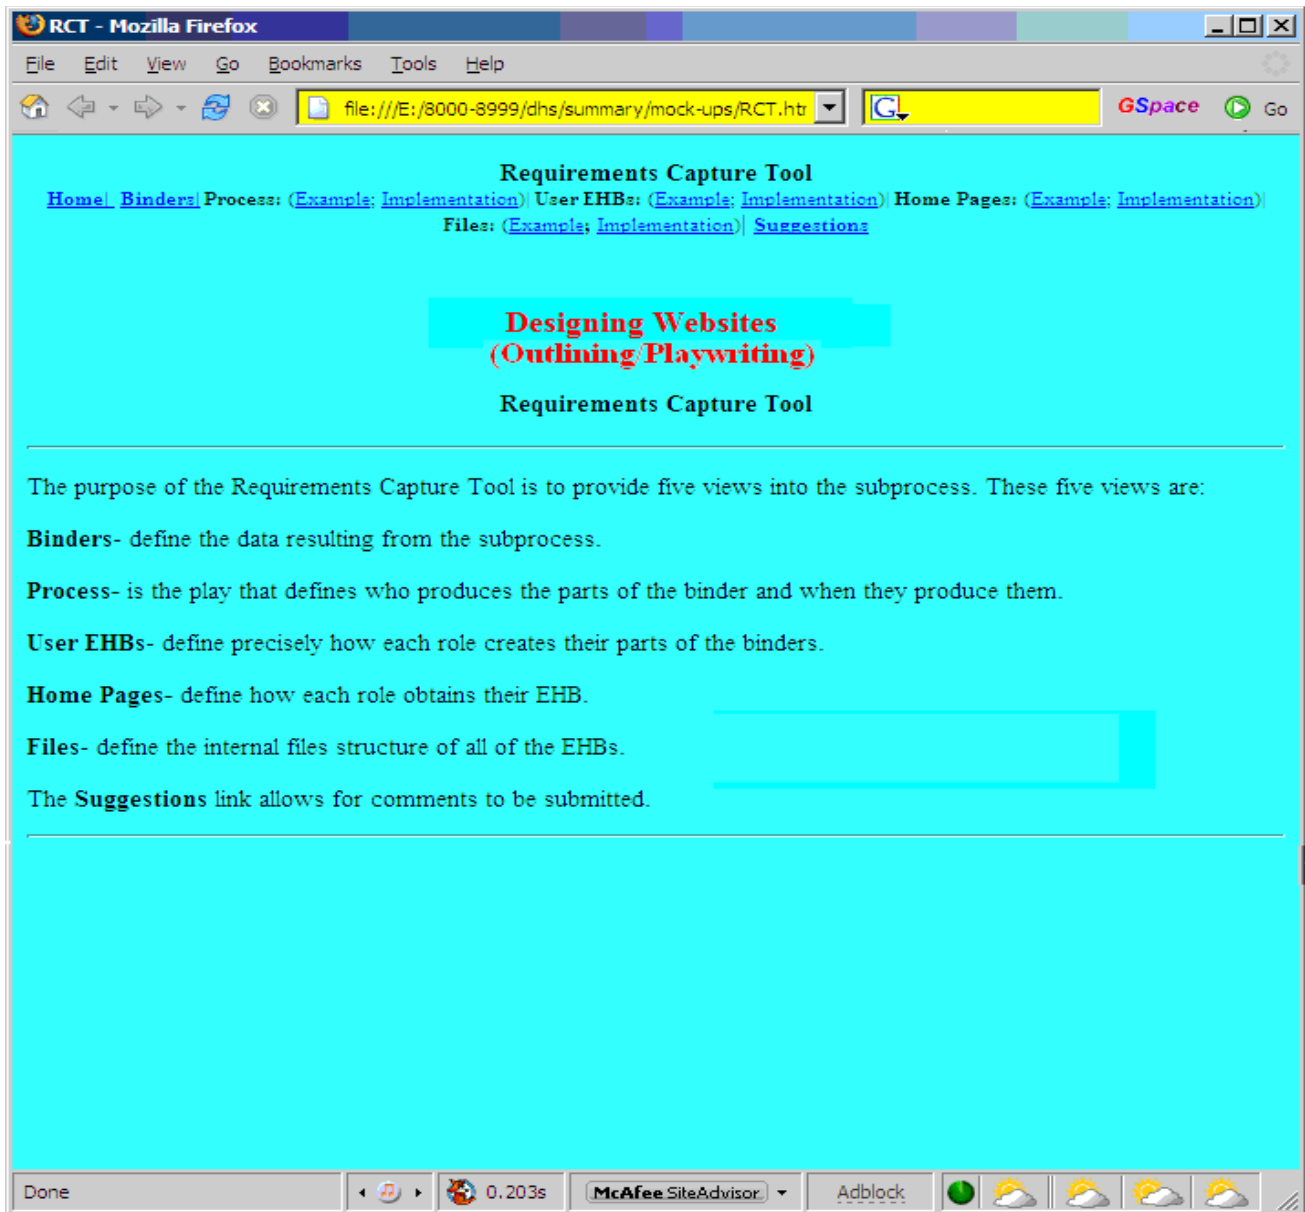 RCT - Mozilla Firefox
File Edit View Go Bookmarks Tools Help
file:///E:/8000-8999/dhs/summary/mock-ups/RCT.htr G GSpace Go
Requirements Capture Tool
Home| Binders| Process: (Example; Implementation)| User EHBs: (Example; Implementation)| Home Pages: (Example; Implementation)|
Files: (Example; Implementation)| Suggestions
Designing Websites
(Outlining/Playwriting)
Requirements Capture Tool
The purpose of the Requirements Capture Tool is to provide five views into the subprocess. These five views are:
Binders- define the data resulting from the subprocess.
Process- is the play that defines who produces the parts of the binder and when they produce them.
User EHBs- define precisely how each role creates their parts of the binders.
Home Pages- define how each role obtains their EHB.
Files- define the internal files structure of all of the EHBs.
The Suggestions link allows for comments to be submitted.
Done 0.203s McAfee SiteAdvisor Adblock